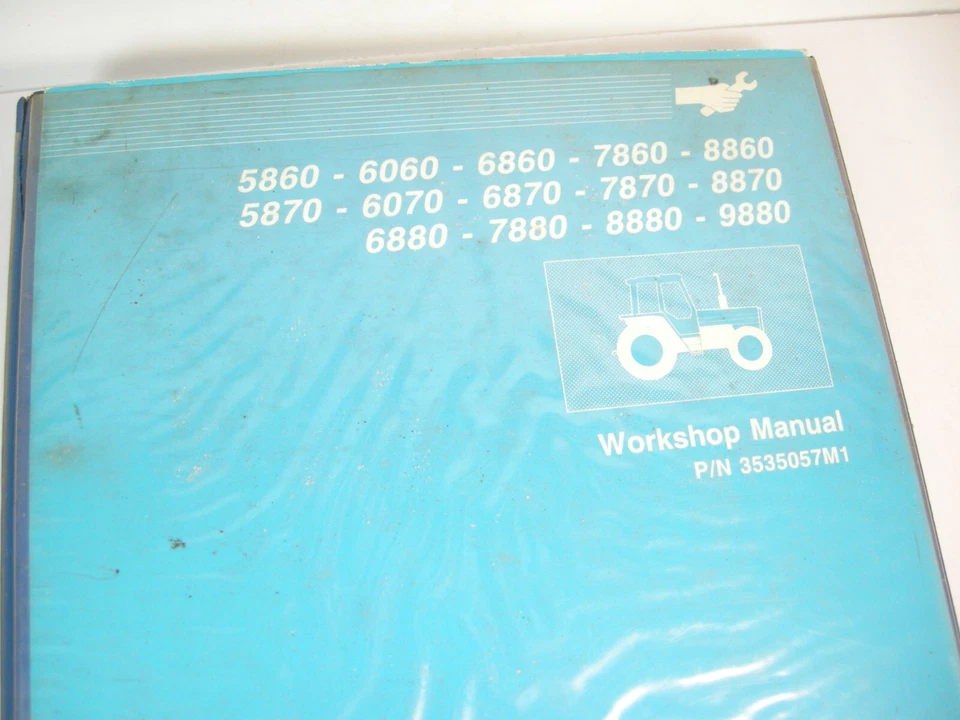 5860 - 6060 - 6860 - 7860 - 8860
5870 - 6070 - 6870 - 7870 - 8870
6880 - 7880 - 8880 - 9880
Workshop Manual
P/N 3535057M1